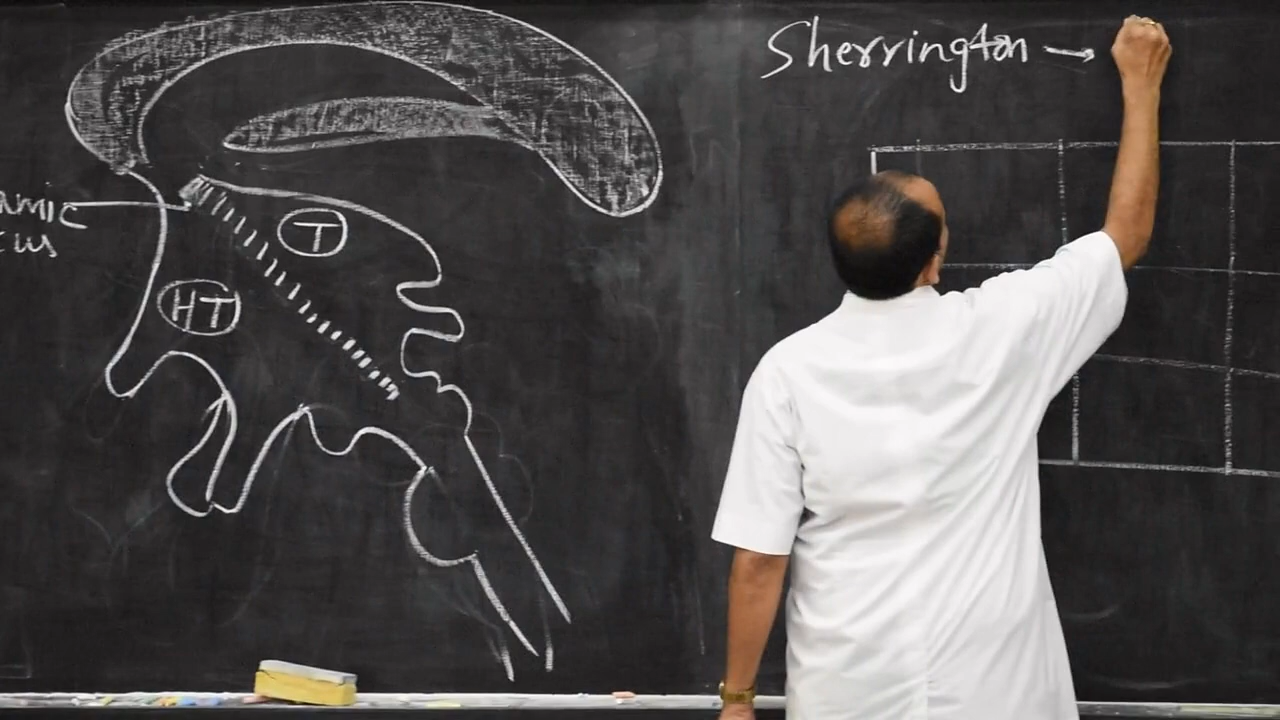 Sherrington →
amic
cus
T
HT